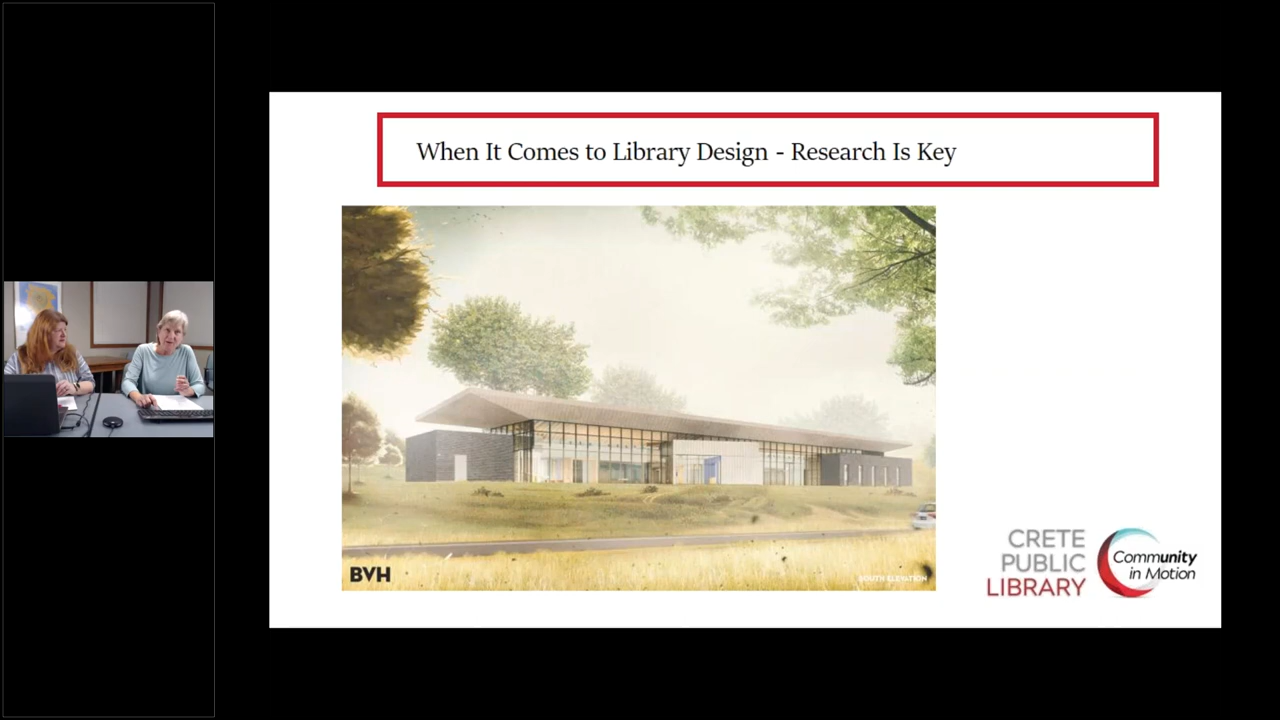 When It Comes to Library Design - Research Is Key
BVH
SOUTH ELEVATION
CRETE
PUBLIC
LIBRARY
Community
in Motion